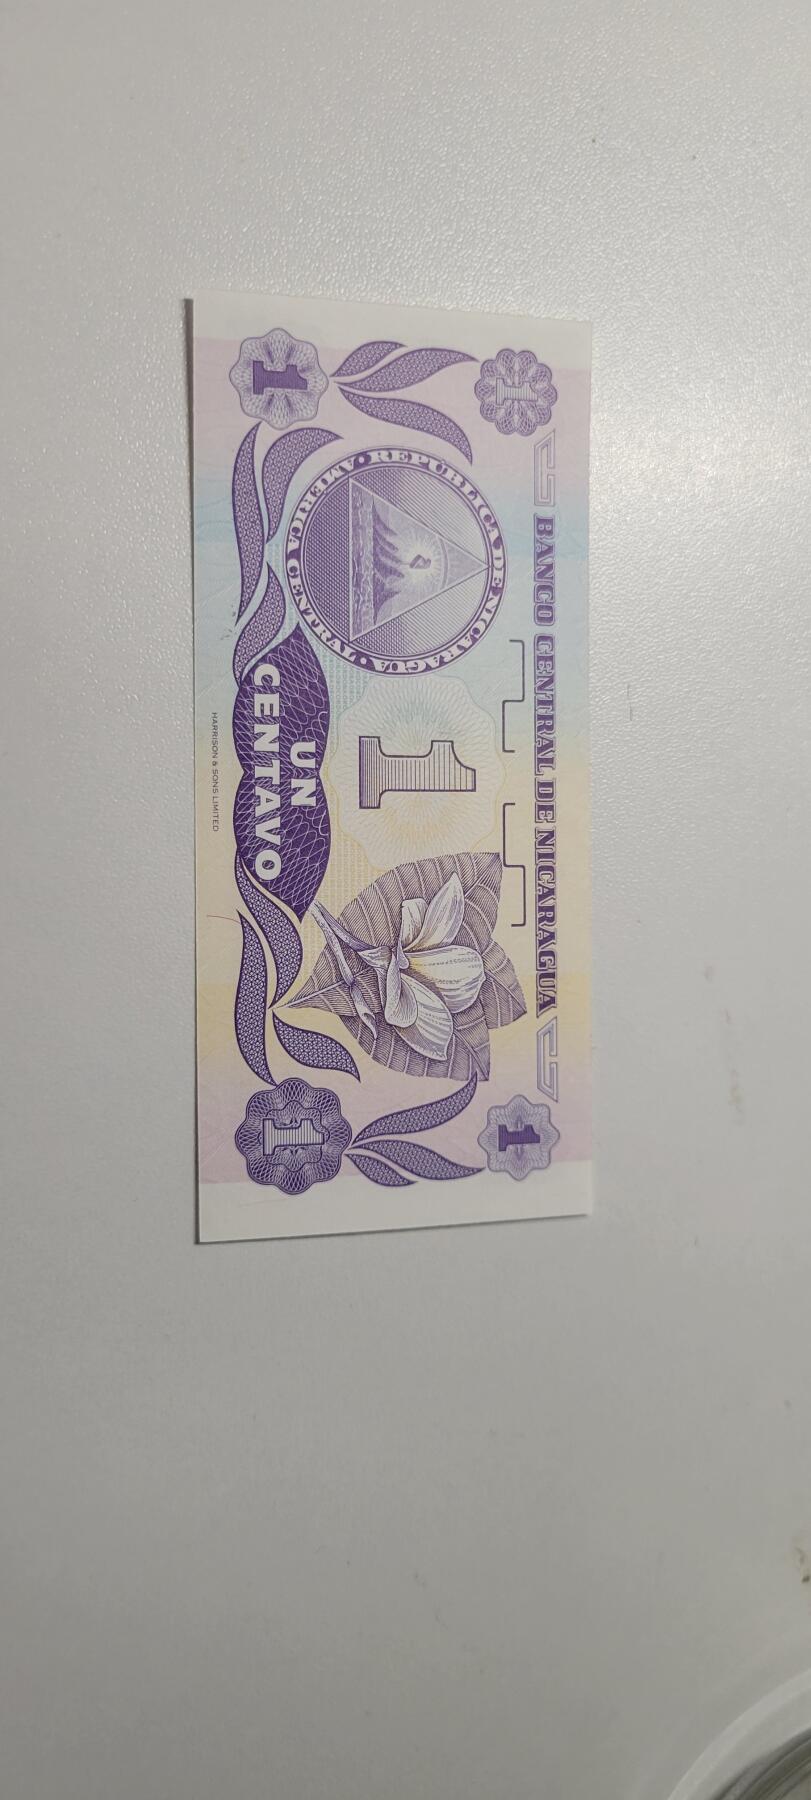 BANCO CENTRAL DE NICARAGUA
1
1
REPUBLICA DE NICARAGUA
AMERICA CENTRAL
1
UN
CENTAVO
1
1
HARRISON & SONS LIMITED